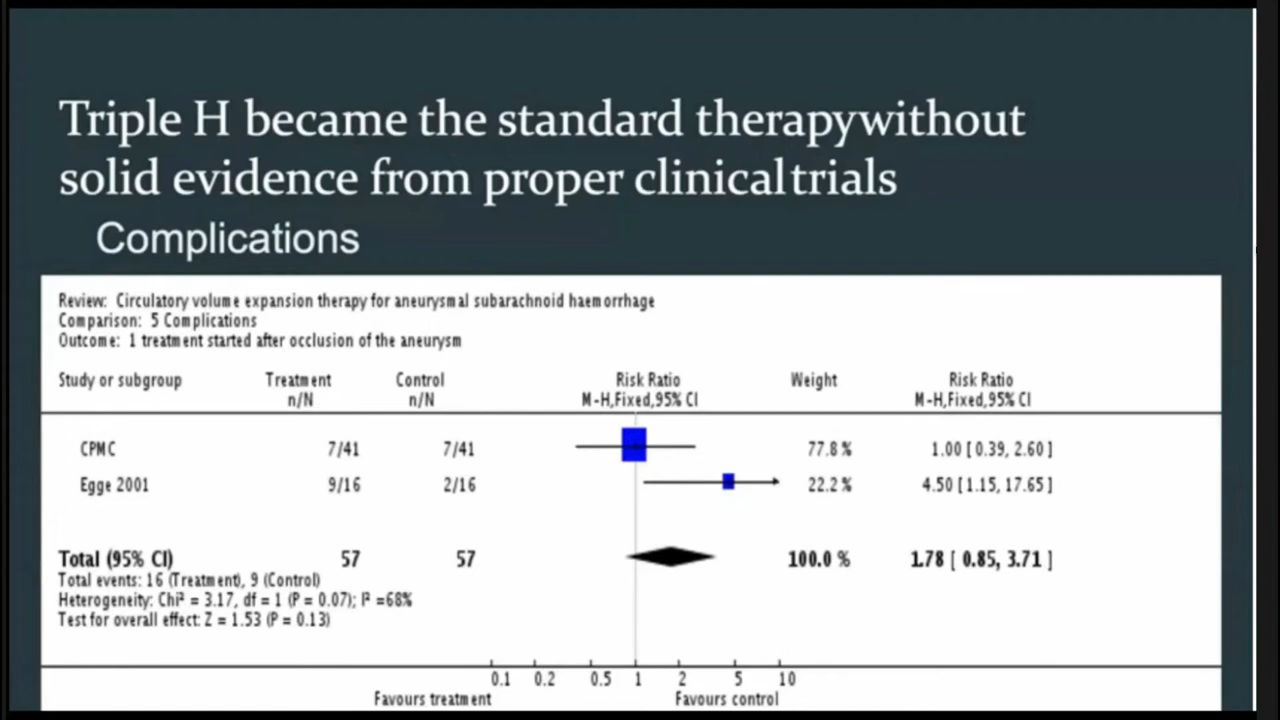 Triple H became the standard therapywithout
solid evidence from proper clinicaltrials
Complications
Review: Circulatory volume expansion therapy for aneurysmal subarachnoid haemorrhage
Comparison: 5 Complications
Outcome: 1 treatment started after occlusion of the aneurysm
Study or subgroup Treatment Control Risk Ratio Weight Risk Ratio
n/N n/N M-H,Fixed,95% CI M-H,Fixed,95% CI
CPMC 7/41 7/41 77.8 % 1.00 [ 0.39, 2.60 ]
Egge 2001 9/16 2/16 22.2 % 4.50 [ 1.15, 17.65 ]
Total (95% CI) 57 57 100.0 % 1.78 [ 0.85, 3.71 ]
Total events: 16 (Treatment), 9 (Control)
Heterogeneity: Chi² = 3.17, df = 1 (P = 0.07); I² =68%
Test for overall effect: Z = 1.53 (P = 0.13)
0.1 0.2 0.5 1 2 5 10
Favours treatment Favours control